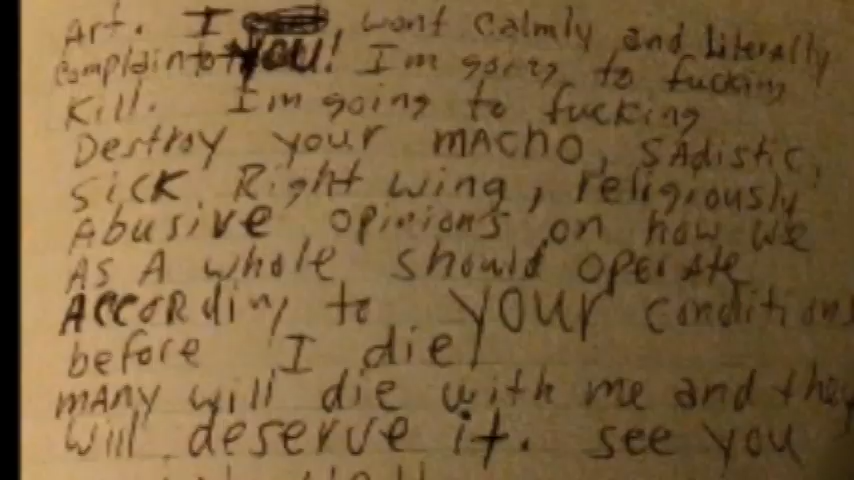 Art. I wont calmly and literally
complain to YOU! I'm going to fucking
Kill. I'm going to fucking
Destroy your MACHO, SAdistic,
Sick Right wing, religiously
Abusive opinions on how we
AS A whole should operate
ACCORding to YOUR conditions
before I die
many will die with me and they
will deserve it. see you